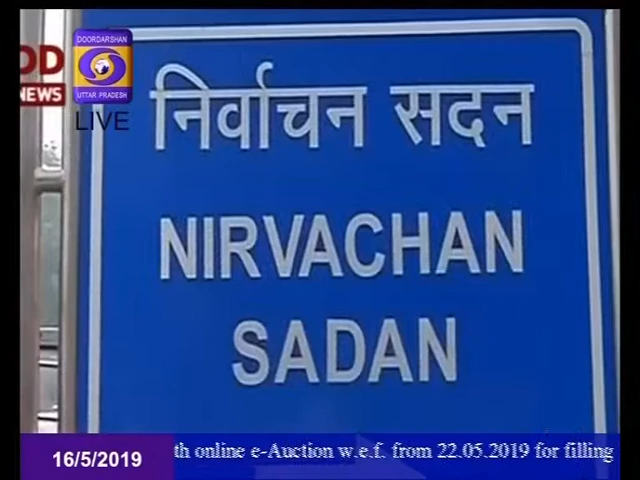 DD
NEWS
DOORDARSHAN
UTTAR PRADESH
LIVE
निर्वाचन सदन
NIRVACHAN
SADAN
16/5/2019
th online e-Auction w.e.f. from 22.05.2019 for filling